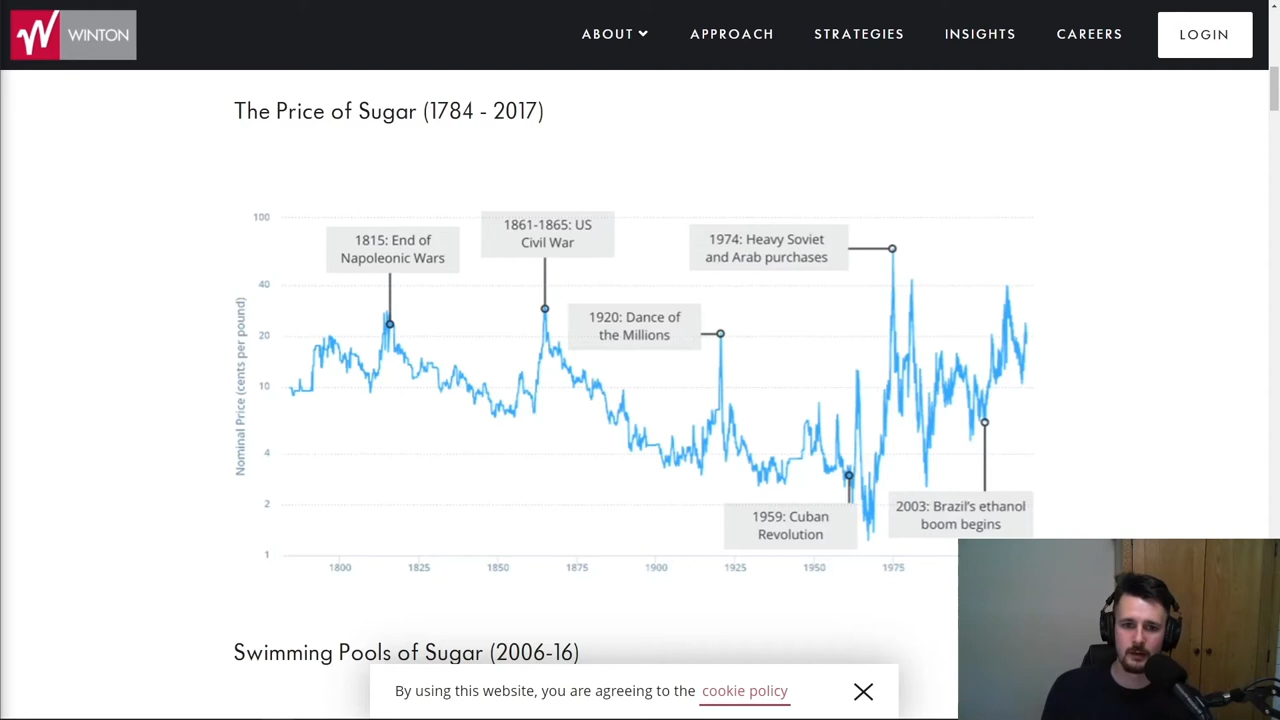 WINTON
ABOUT
APPROACH
STRATEGIES
INSIGHTS
CAREERS
LOGIN
The Price of Sugar (1784 - 2017)
Nominal Price (cents per pound)
100
40
20
10
4
2
1
1815: End of
Napoleonic Wars
1861-1865: US
Civil War
1920: Dance of
the Millions
1974: Heavy Soviet
and Arab purchases
1959: Cuban
Revolution
2003: Brazil's ethanol
boom begins
1800
1825
1850
1875
1900
1925
1950
1975
Swimming Pools of Sugar (2006-16)
By using this website, you are agreeing to the cookie policy